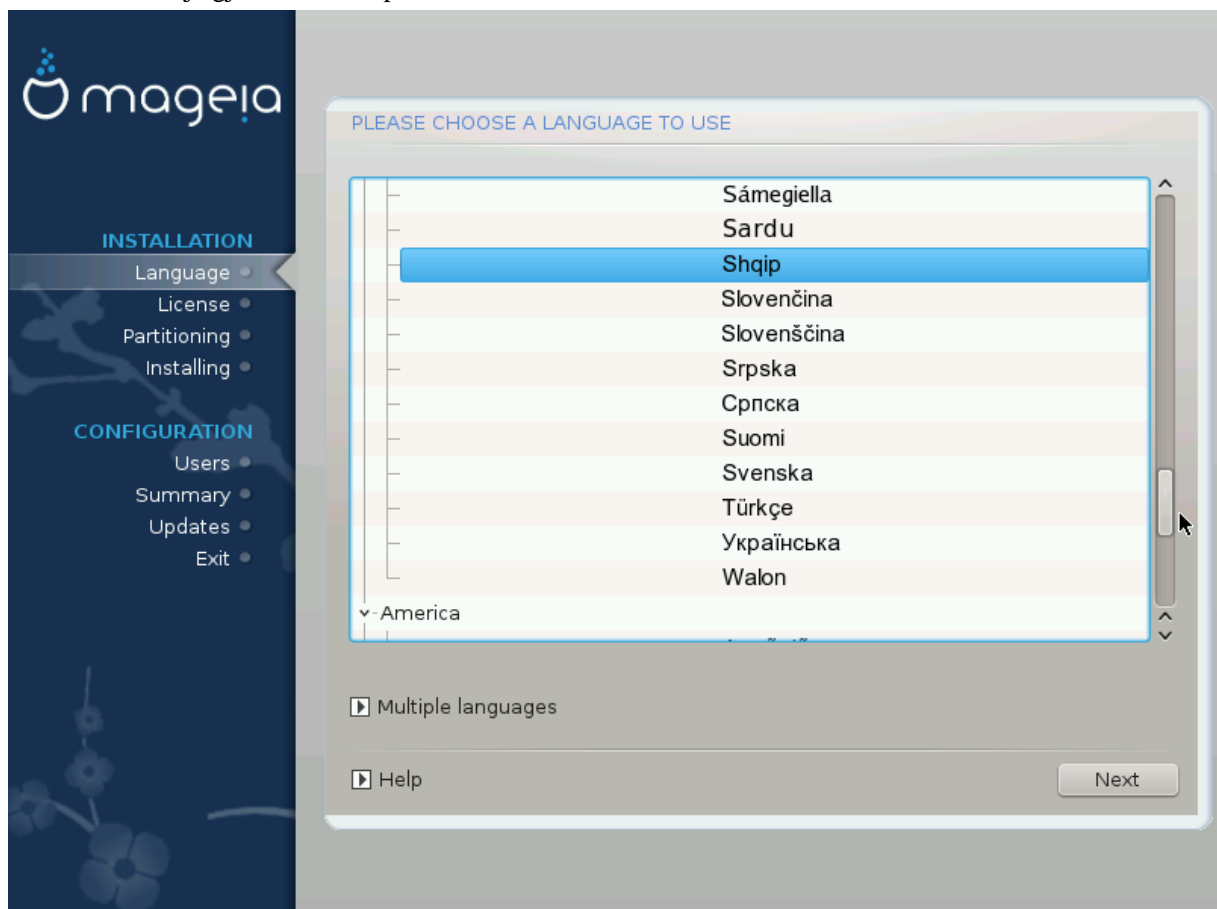 mageia
PLEASE CHOOSE A LANGUAGE TO USE
INSTALLATION
Language
License
Partitioning
Installing
CONFIGURATION
Users
Summary
Updates
Exit
Sámegiella
Sardu
Shqip
Slovenčina
Slovenščina
Srpska
Српска
Suomi
Svenska
Türkçe
Українська
Walon
America
Multiple languages
Help
Next